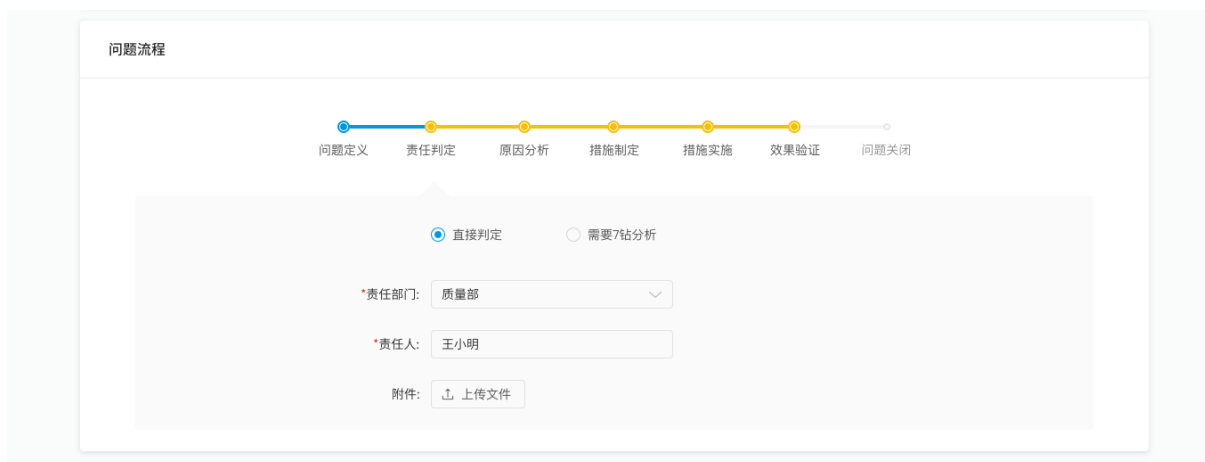 问题流程
问题定义 责任判定 原因分析 措施制定 措施实施 效果验证 问题关闭
直接判定 需要7钻分析
*责任部门: 质量部
*责任人: 王小明
附件: 上传文件